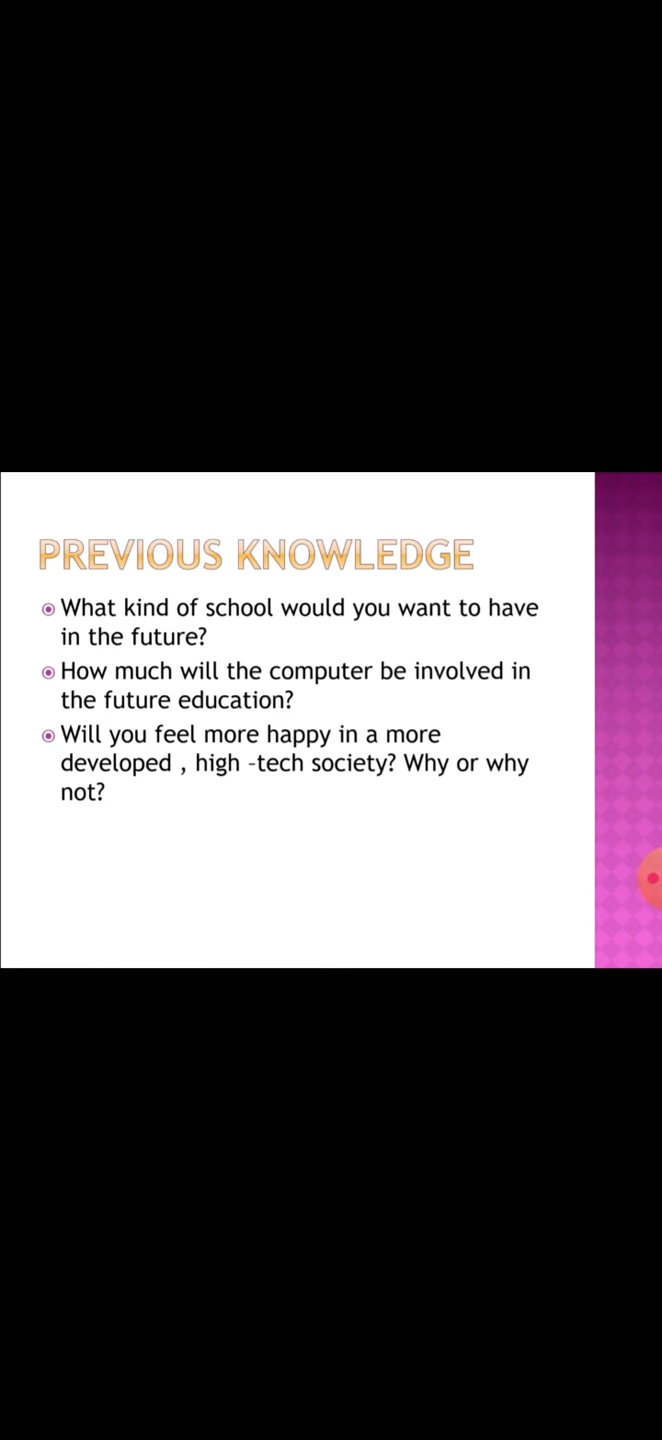 PREVIOUS KNOWLEDGE
What kind of school would you want to have
in the future?
How much will the computer be involved in
the future education?
Will you feel more happy in a more
developed , high –tech society? Why or why
not?